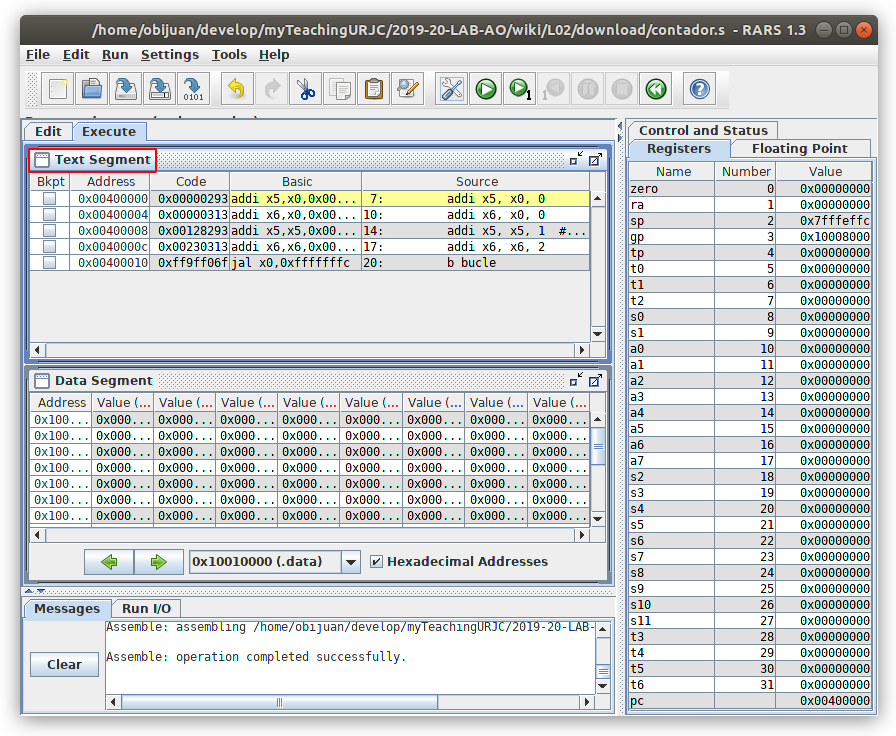 /home/obijuan/develop/myTeachingURJC/2019-20-LAB-AO/wiki/L02/download/contador.s - RARS 1.3
File Edit Run Settings Tools Help
0101
1
1
Edit Execute
Text Segment
Bkpt Address Code Basic Source
0x00400000 0x00000293 addi x5,x0,0x00... 7: addi x5, x0, 0
0x00400004 0x00000313 addi x6,x0,0x00... 10: addi x6, x0, 0
0x00400008 0x00128293 addi x5,x5,0x00... 14: addi x5, x5, 1 #...
0x0040000c 0x00230313 addi x6,x6,0x00... 17: addi x6, x6, 2
0x00400010 0xff9ff06f jal x0,0xfffffffc 20: b bucle
Data Segment
Address Value (... Value (... Value (... Value (... Value (... Value (... Value (... Value (...
0x100... 0x000... 0x000... 0x000... 0x000... 0x000... 0x000... 0x000... 0x000...
0x100... 0x000... 0x000... 0x000... 0x000... 0x000... 0x000... 0x000... 0x000...
0x100... 0x000... 0x000... 0x000... 0x000... 0x000... 0x000... 0x000... 0x000...
0x100... 0x000... 0x000... 0x000... 0x000... 0x000... 0x000... 0x000... 0x000...
0x100... 0x000... 0x000... 0x000... 0x000... 0x000... 0x000... 0x000... 0x000...
0x100... 0x000... 0x000... 0x000... 0x000... 0x000... 0x000... 0x000... 0x000...
0x100... 0x000... 0x000... 0x000... 0x000... 0x000... 0x000... 0x000... 0x000...
0x10010000 (.data) Hexadecimal Addresses
Messages Run I/O
Assemble: assembling /home/obijuan/develop/myTeachingURJC/2019-20-LAB-
Assemble: operation completed successfully.
Clear
Control and Status
Registers Floating Point
Name Number Value
zero 0 0x00000000
ra 1 0x00000000
sp 2 0x7fffeffc
gp 3 0x10008000
tp 4 0x00000000
t0 5 0x00000000
t1 6 0x00000000
t2 7 0x00000000
s0 8 0x00000000
s1 9 0x00000000
a0 10 0x00000000
a1 11 0x00000000
a2 12 0x00000000
a3 13 0x00000000
a4 14 0x00000000
a5 15 0x00000000
a6 16 0x00000000
a7 17 0x00000000
s2 18 0x00000000
s3 19 0x00000000
s4 20 0x00000000
s5 21 0x00000000
s6 22 0x00000000
s7 23 0x00000000
s8 24 0x00000000
s9 25 0x00000000
s10 26 0x00000000
s11 27 0x00000000
t3 28 0x00000000
t4 29 0x00000000
t5 30 0x00000000
t6 31 0x00000000
pc 0x00400000